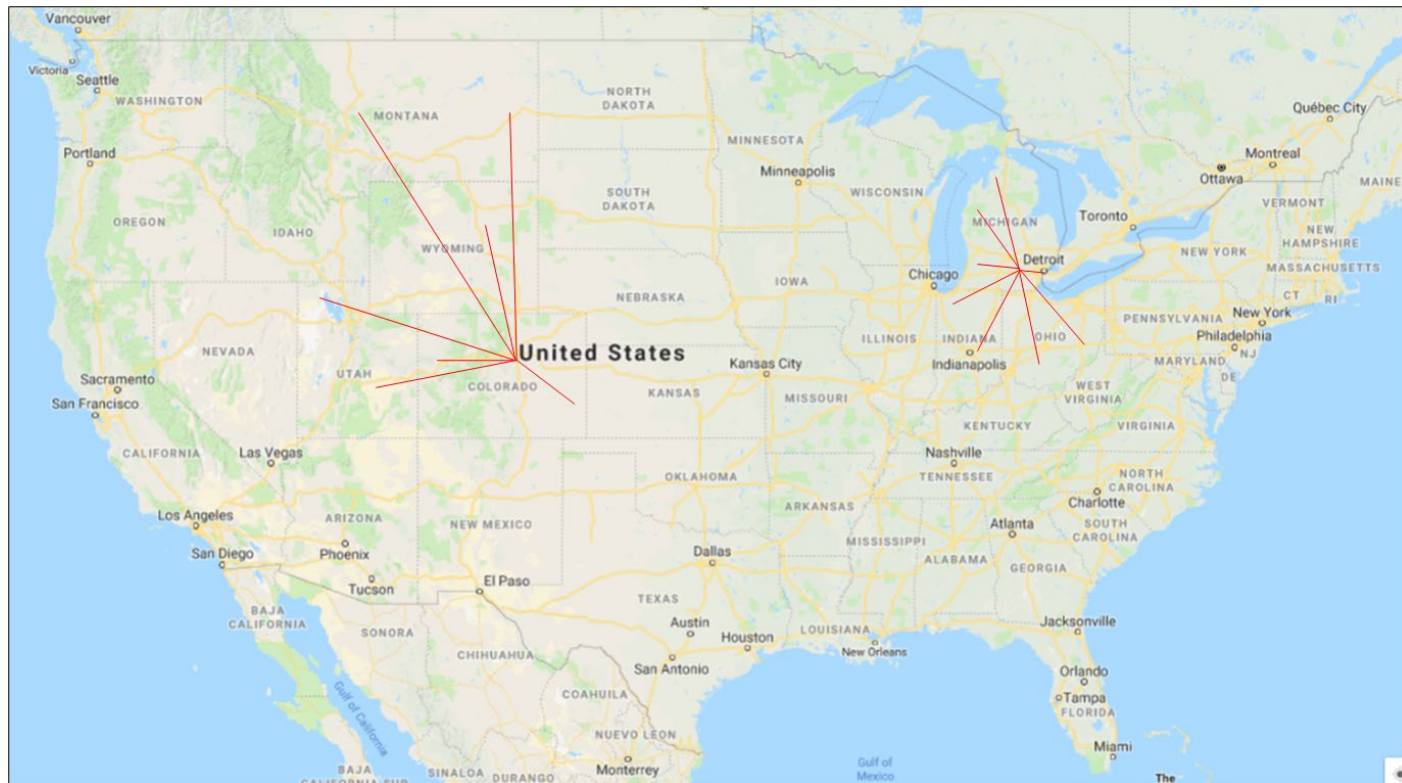 Vancouver
Victoria
Seattle
WASHINGTON
MONTANA
NORTH
DAKOTA
MINNESOTA
Québec City
Montreal
Ottawa
MAINE
Portland
Minneapolis
WISCONSIN
SOUTH
DAKOTA
OREGON
IDAHO
WYOMING
MICHIGAN
Toronto
VERMONT
NEW
HAMPSHIRE
NEW YORK
MASSACHUSETTS
CT
RI
Detroit
Chicago
IOWA
NEBRASKA
New York
PENNSYLVANIA
Philadelphia
NJ
MARYLAND
DE
OHIO
INDIANA
Indianapolis
ILLINOIS
NEVADA
United States
UTAH
COLORADO
Kansas City
KANSAS
MISSOURI
WEST
VIRGINIA
VIRGINIA
KENTUCKY
Sacramento
San Francisco
CALIFORNIA
Las Vegas
Nashville
TENNESSEE
NORTH
CAROLINA
Charlotte
OKLAHOMA
ARKANSAS
Los Angeles
ARIZONA
NEW MEXICO
Atlanta
SOUTH
CAROLINA
MISSISSIPPI
ALABAMA
GEORGIA
San Diego
Phoenix
Tucson
El Paso
Dallas
TEXAS
BAJA
CALIFORNIA
SONORA
Austin
Houston
LOUISIANA
New Orleans
Jacksonville
CHIHUAHUA
San Antonio
Orlando
Tampa
FLORIDA
Gulf of California
COAHUILA
NUEVO LEON
Miami
Monterrey
Gulf of
Mexico
BAJA
CALIFORNIA SUR
SINALOA
DURANGO
The